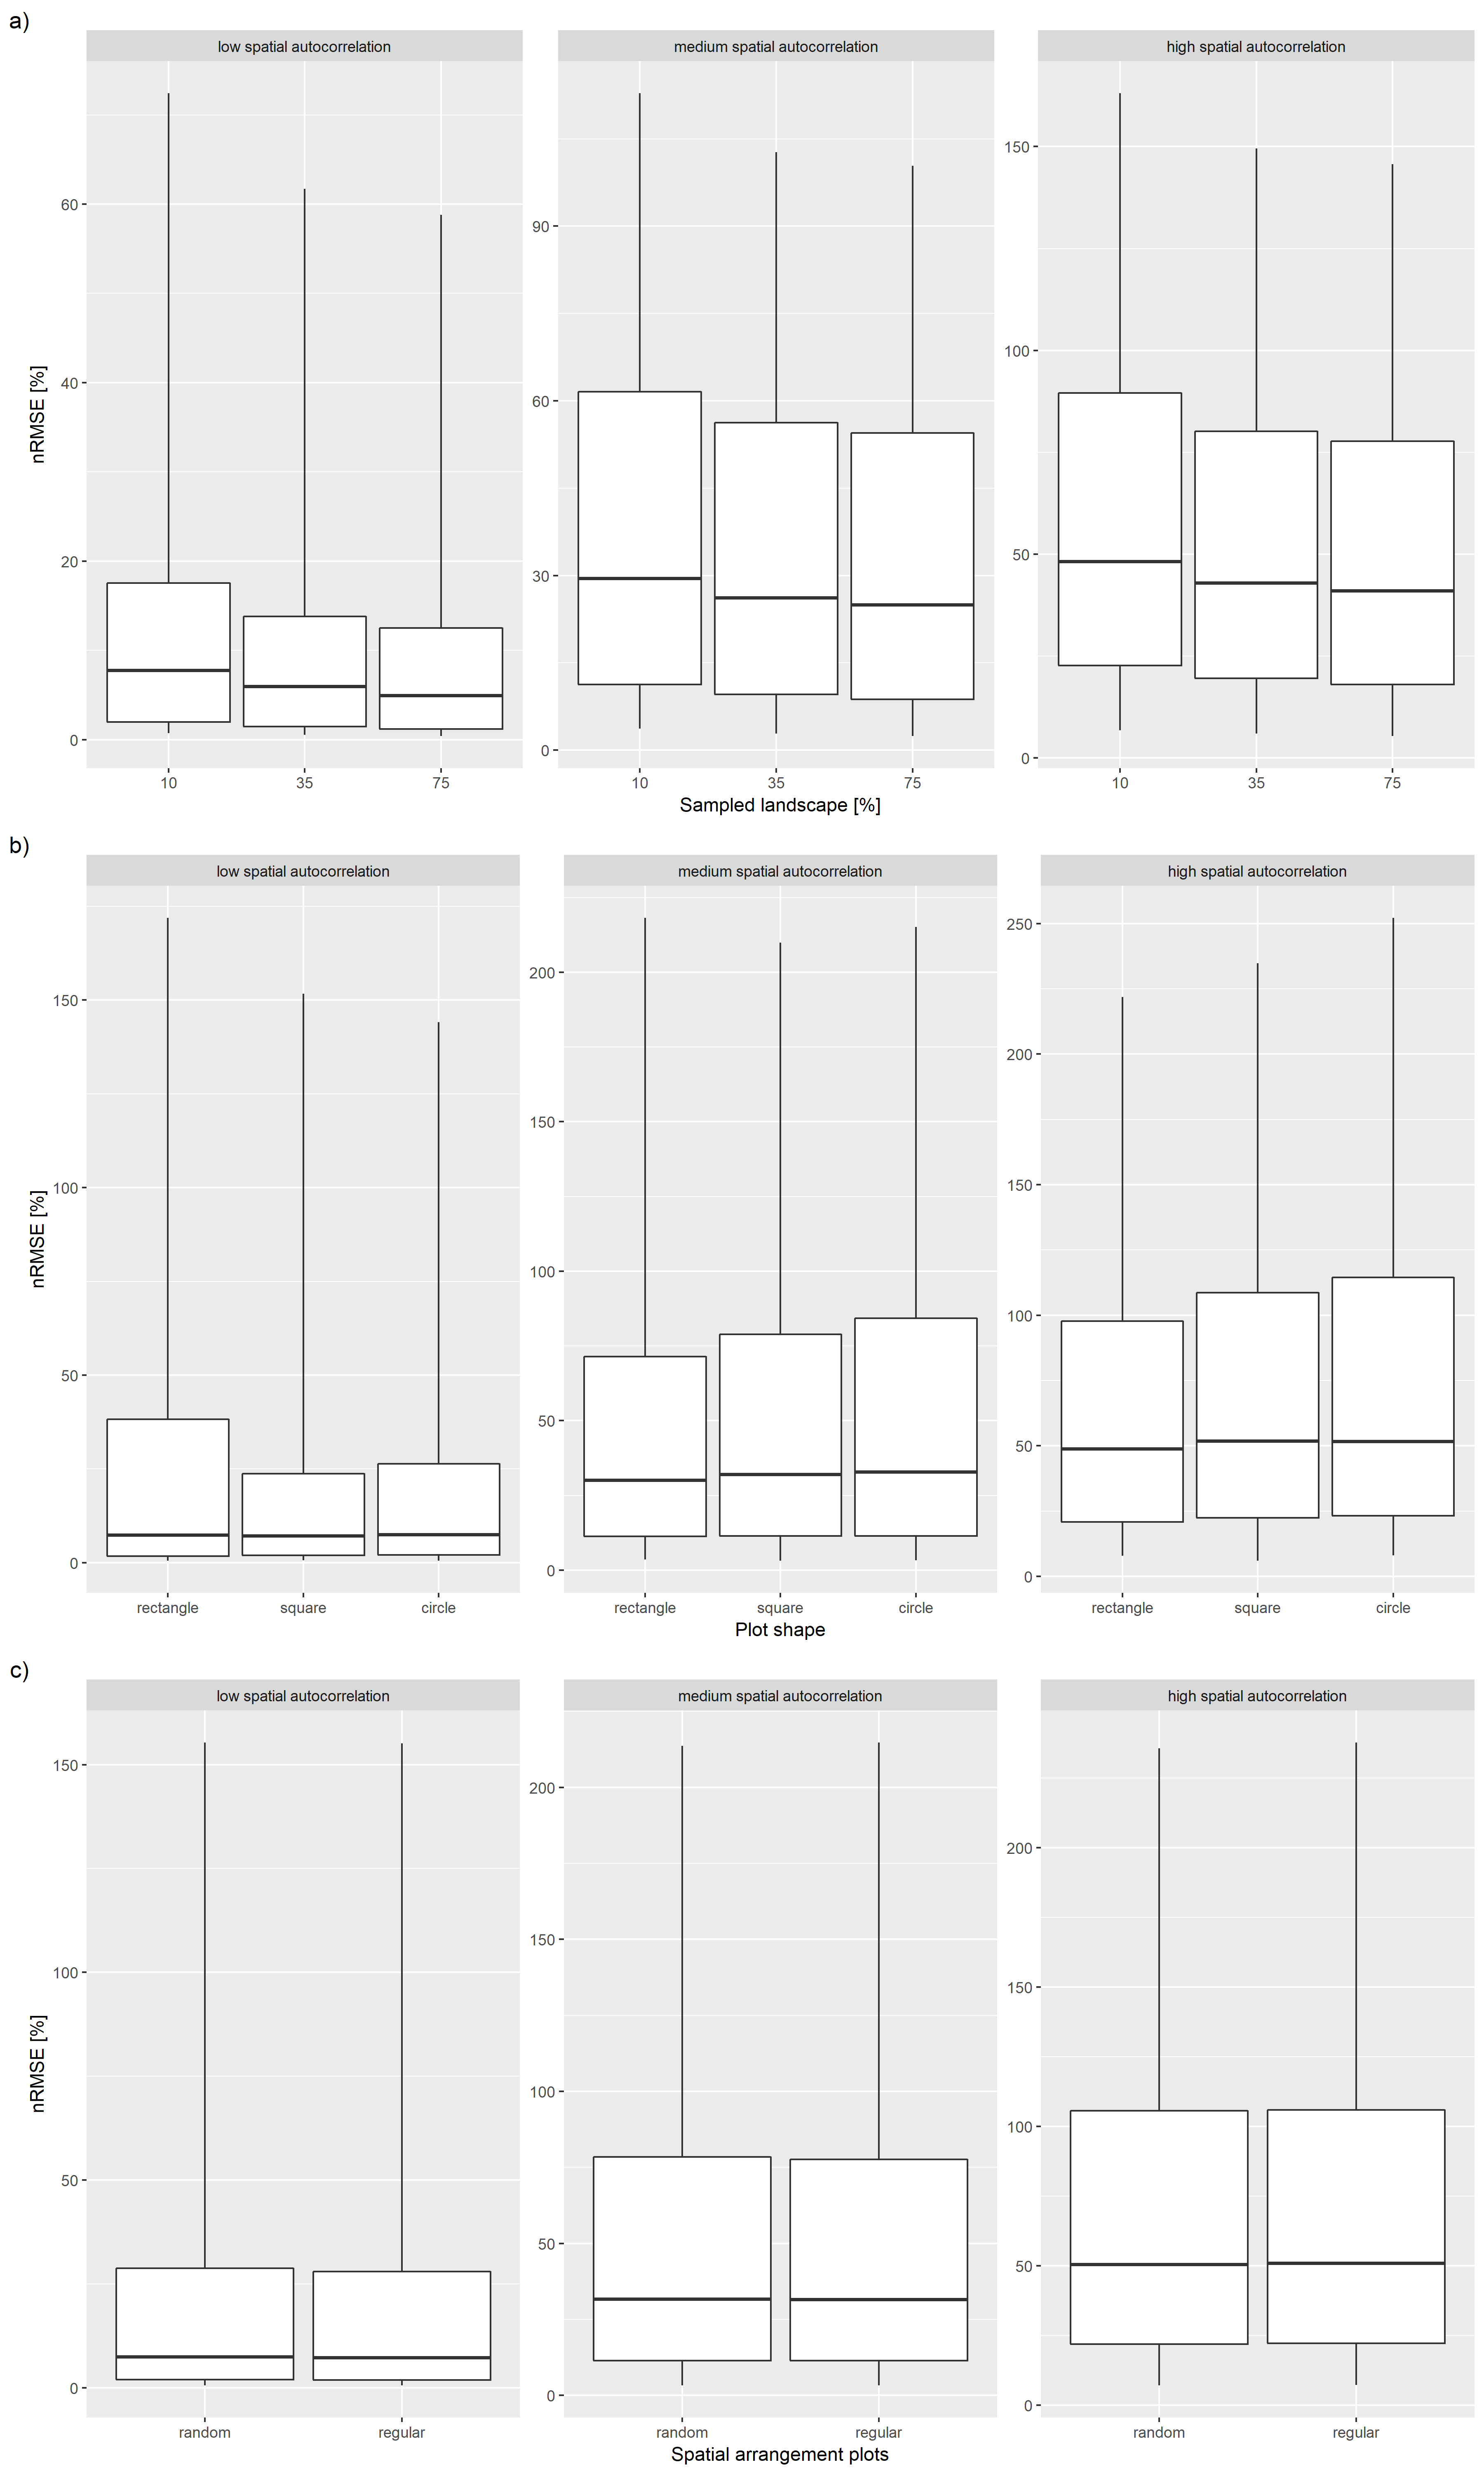 a)
low spatial autocorrelation medium spatial autocorrelation high spatial autocorrelation
150
60
90
100
40
60
nRMSE [%]
50
20
30
0 0 0
10 35 75 10 35 75 10 35 75
Sampled landscape [%]
b)
low spatial autocorrelation medium spatial autocorrelation high spatial autocorrelation
250
200
150
200
150
150
100
nRMSE [%]
100
100
50
50
50
0 0 0
rectangle square circle rectangle square circle rectangle square circle
Plot shape
c)
low spatial autocorrelation medium spatial autocorrelation high spatial autocorrelation
150
200
200
150
100
150
nRMSE [%]
100
100
50
50
50
0 0 0
random regular random regular random regular
Spatial arrangement plots